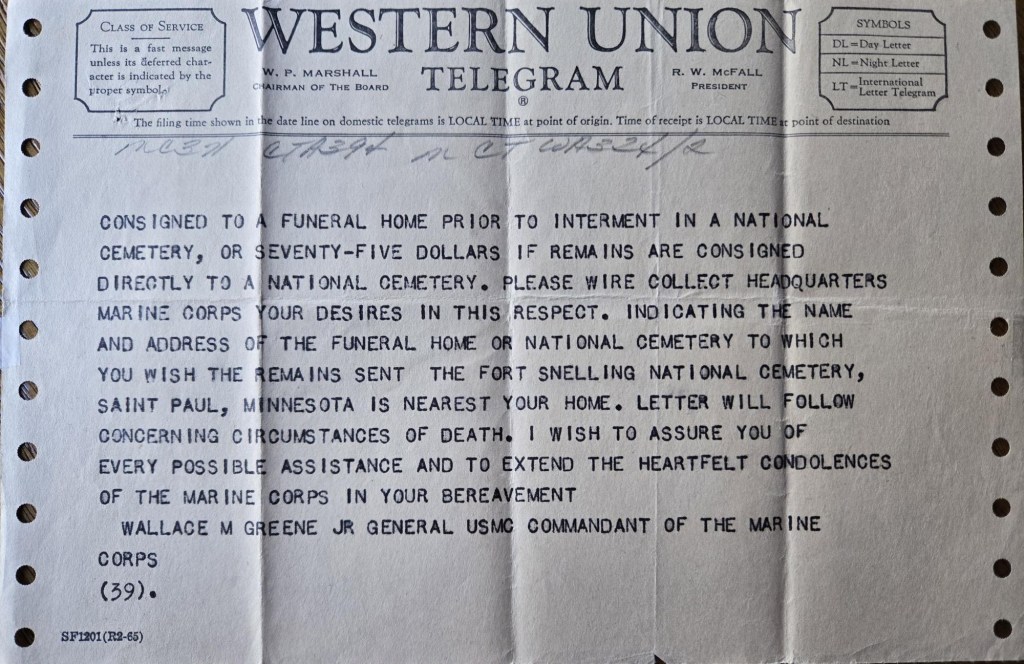 CLASS OF SERVICE
This is a fast message
unless its deferred char-
acter is indicated by the
proper symbol.
WESTERN UNION
TELEGRAM
®
W. P. MARSHALL
CHAIRMAN OF THE BOARD
R. W. McFALL
PRESIDENT
SYMBOLS
DL=Day Letter
NL=Night Letter
LT=International Letter Telegram
The filing time shown in the date line on domestic telegrams is LOCAL TIME at point of origin. Time of receipt is LOCAL TIME at point of destination
CTA394 WA334/2
CONSIGNED TO A FUNERAL HOME PRIOR TO INTERMENT IN A NATIONAL
CEMETERY, OR SEVENTY-FIVE DOLLARS IF REMAINS ARE CONSIGNED
DIRECTLY TO A NATIONAL CEMETERY. PLEASE WIRE COLLECT HEADQUARTERS
MARINE CORPS YOUR DESIRES IN THIS RESPECT. INDICATING THE NAME
AND ADDRESS OF THE FUNERAL HOME OR NATIONAL CEMETERY TO WHICH
YOU WISH THE REMAINS SENT THE FORT SNELLING NATIONAL CEMETERY,
SAINT PAUL, MINNESOTA IS NEAREST YOUR HOME. LETTER WILL FOLLOW
CONCERNING CIRCUMSTANCES OF DEATH. I WISH TO ASSURE YOU OF
EVERY POSSIBLE ASSISTANCE AND TO EXTEND THE HEARTFELT CONDOLENCES
OF THE MARINE CORPS IN YOUR BEREAVEMENT
WALLACE M GREENE JR GENERAL USMC COMMANDANT OF THE MARINE
CORPS
(39).
SF1201(R2-65)